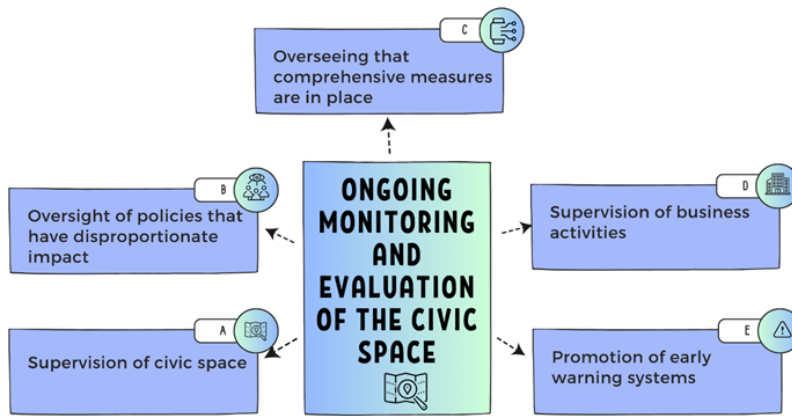 C
Overseeing that
comprehensive measures
are in place
B
Oversight of policies that
have disproportionate
impact
A
Supervision of civic space
ONGOING
MONITORING
AND
EVALUATION
OF THE CIVIC
SPACE
D
Supervision of business
activities
E
Promotion of early
warning systems